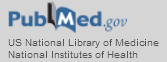 PubMed.gov
US National Library of Medicine
National Institutes of Health